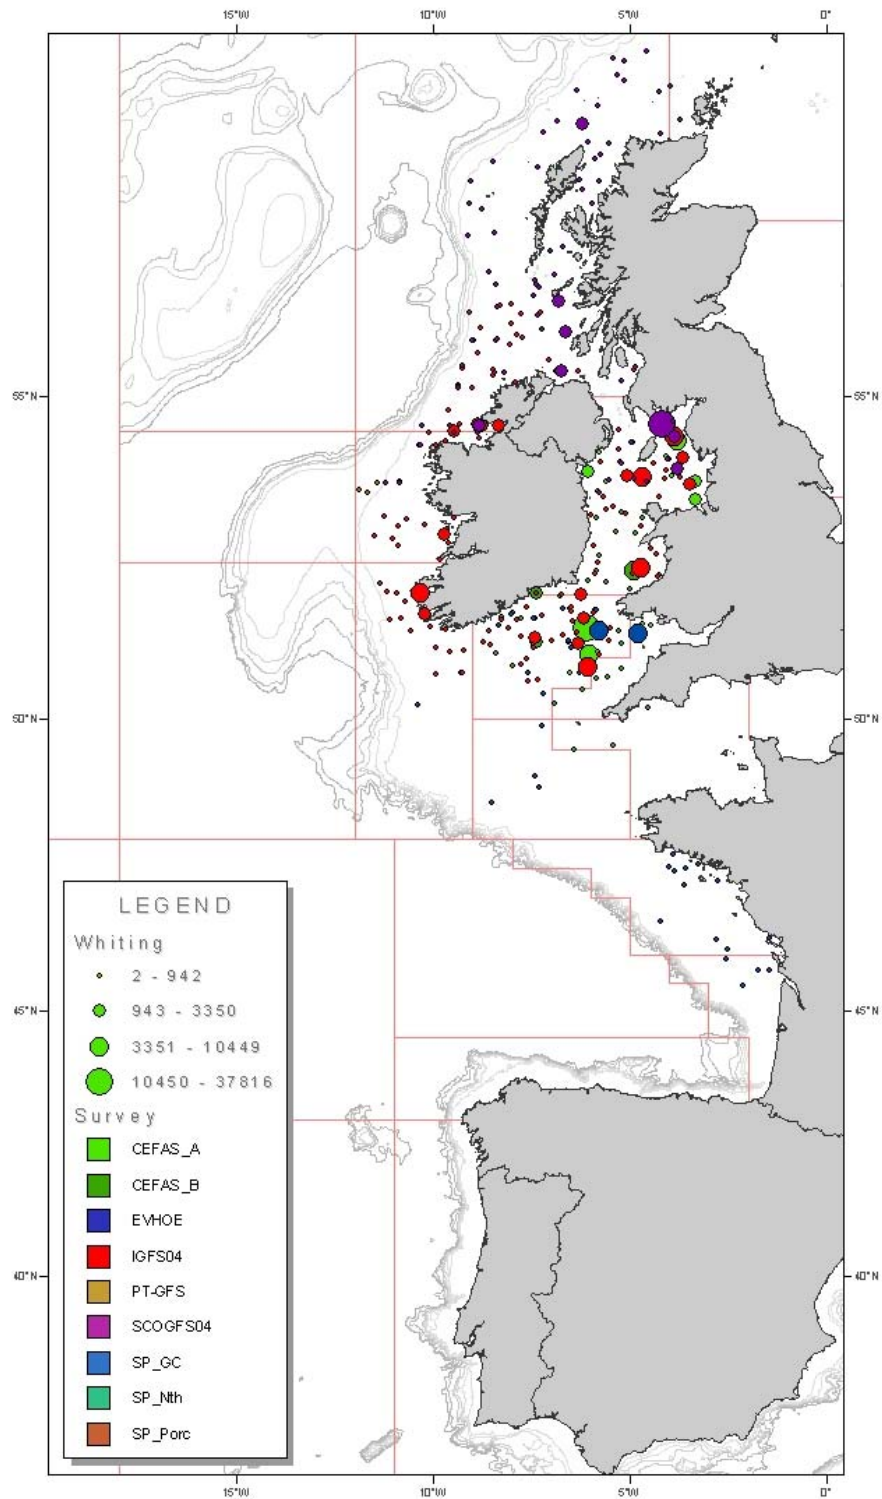 15°W 10°W 5°W 0°
55°N 55°N
50°N 50°N
LEGEND
Whiting
2 - 942
943 - 3350
3351 - 10449
10450 - 37816
45°N 45°N
Survey
CEFAS_A
CEFAS_B
EVHOE
IGFS04
40°N 40°N
PT-GFS
SCOGFS04
SP_GC
SP_Nth
SP_Porc
15°W 10°W 5°W 0°